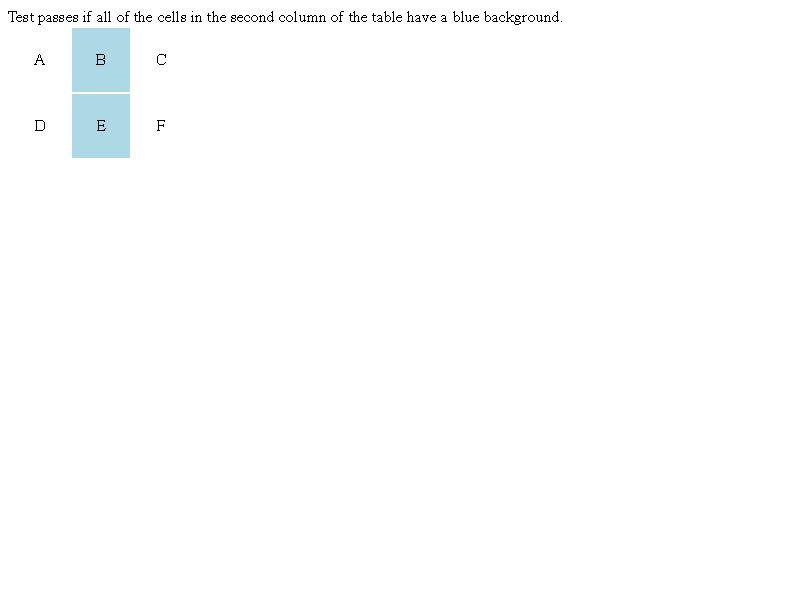 Test passes if all of the cells in the second column of the table have a blue background.
A B C
D E F